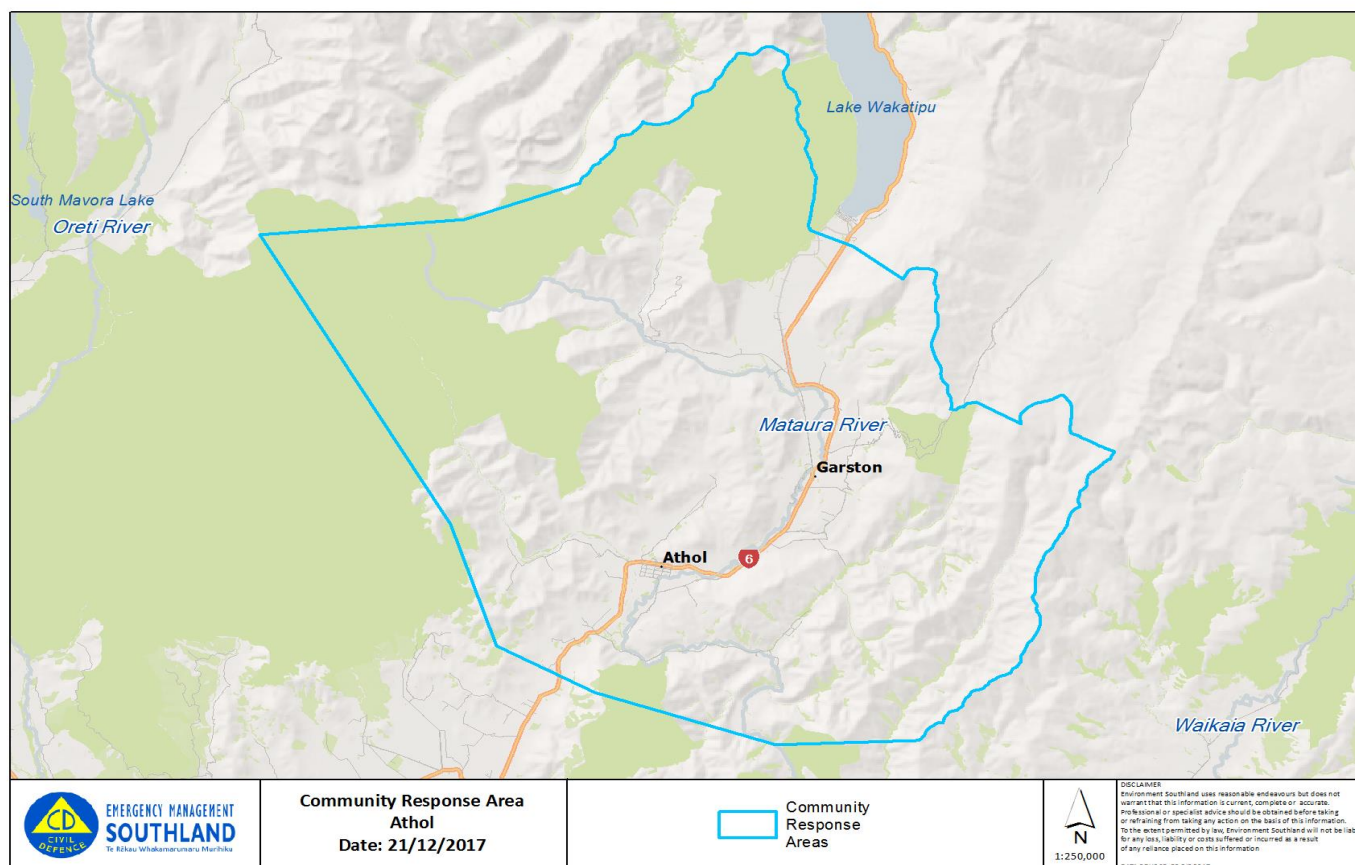 Lake Wakatipu
South Mavora Lake
Oreti River
Mataura River
Garston
Athol
6
Waikaia River
CD
CIVIL
DEFENCE
EMERGENCY MANAGEMENT
SOUTHLAND
Te Rākau Whakamarumaru Murihiku
Community Response Area
Athol
Date: 21/12/2017
Community
Response
Areas
N
1:250,000
DISCLAIMER
Environment Southland uses reasonable endeavours but does not
warrant that this information is current, complete or accurate.
Professional or specialist advice should be obtained before taking
or refraining from taking any action on the basis of this information.
To the extent permitted by law, Environment Southland will not be liab
for any loss, liability or costs suffered or incurred as a result
of any reliance placed on this information